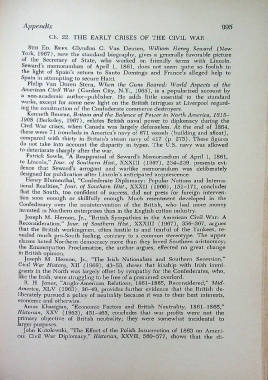 Appendix 995
Ch. 22. THE EARLY CRISES OF THE CIVIL WAR
8th Ed. Note. Glyndon G. Van Deusen, William Henry Seward (New
York, 1967), now the standard biography, gives a generally favorable picture
of the Secretary of State, who worked on friendly terms with Lincoln.
Seward's memorandum of April 1, 1861, does not seem quite so foolish in
the light of Spain's return to Santo Domingo and France's alleged help to
Spain in attempting to secure Haiti.
Philip Van Doren Stern, When the Guns Roared: World Aspects of the
American Civil War (Garden City, N.Y., 1965), is a popularized account by
a non-academic author-publisher. He adds little essential to the standard
works, except for some new light on the British intrigues at Liverpool regard-
ing the construction of the Confederate commerce destroyers.
Kenneth Bourne, Britain and the Balance of Power in North America, 1815-
1908 (Berkeley, 1967), relates British naval power to diplomacy during the
Civil War crises, when Canada was largely defenseless. At the end of 1864,
there were 71 ironclads in America's navy of 671 vessels (building and afloat),
compared with thirty in Britain's navy of 417 (p. 275). These figures
do not take into account the disparity in types. The U.S. navy was allowed
to deteriorate sharply after the war.
Patrick Sowle, "A Reappraisal of Seward's Memorandum of April 1, 1861,
to Lincoln," Jour. of Southern Hist., XXXIII (1967), 234-239, presents evi-
dence that Seward's arrogant and warlike memorandum was deliberately
designed for publication after Lincoln's anticipated acquiescence.
Henry Blumenthal, "Confederate Diplomacy: Popular Notions and Interna-
tional Realities," Jour. of Southern Hist., XXXII (1966), 151-171, concludes
that the South, too confident of success, did not press for foreign interven-
tion soon enough or skillfully enough. Much resentment developed in the
Confederacy over the noninterventionism of the British, who had more money
invested in Northern enterprises than in the English cotton industry.
Joseph M. Hernon, Jr., "British Sympathies in the American Civil War: A
Reconsideration," Jour. of Southern Hist., XXXIII (1967), 356-367, argues
that the British workingmen, often hostile to and fearful of the Yankees, re-
vealed much pro-South feeling, contrary to a common stereotype. The upper
classes hated Northern democracy more than they loved Southern aristocracy.
the Emancipation Proclamation, the author argues, effected no great change
in British opinion.
Joseph M. Hernon, Jr., "The Irish Nationalists and Southern Secession,"
Civil War History, XII (1966), 43-53, shows that kinship with Irish immi-
grants in the North was largely offset by sympathy for the Confederates, who,
like the Irish, were struggling to be free of a presumed overlord.
R. H. Jones, "Anglo-American Relations, 1861-1865, Reconsidered," Mid-
America, XLV (1963), 36-49, provides further evidence that the British de-
liberately pursued a policy of neutrality because it was to their best interests,
economic and otherwise.
Amos Khasigian, "Economic Factors and British Neutrality, 1861-1865,"
Historian, XXV (1963), 451-465, concludes that war profits were not the
primary objective of British neutrality; they were somewhat incidental to
larger purposes.
John Kutolowski, "The Effect of the Polish Insurrection of 1863 on Ameri-
can Civil War Diplomacy," Historian, XXVII, 560-577, shows that the di-